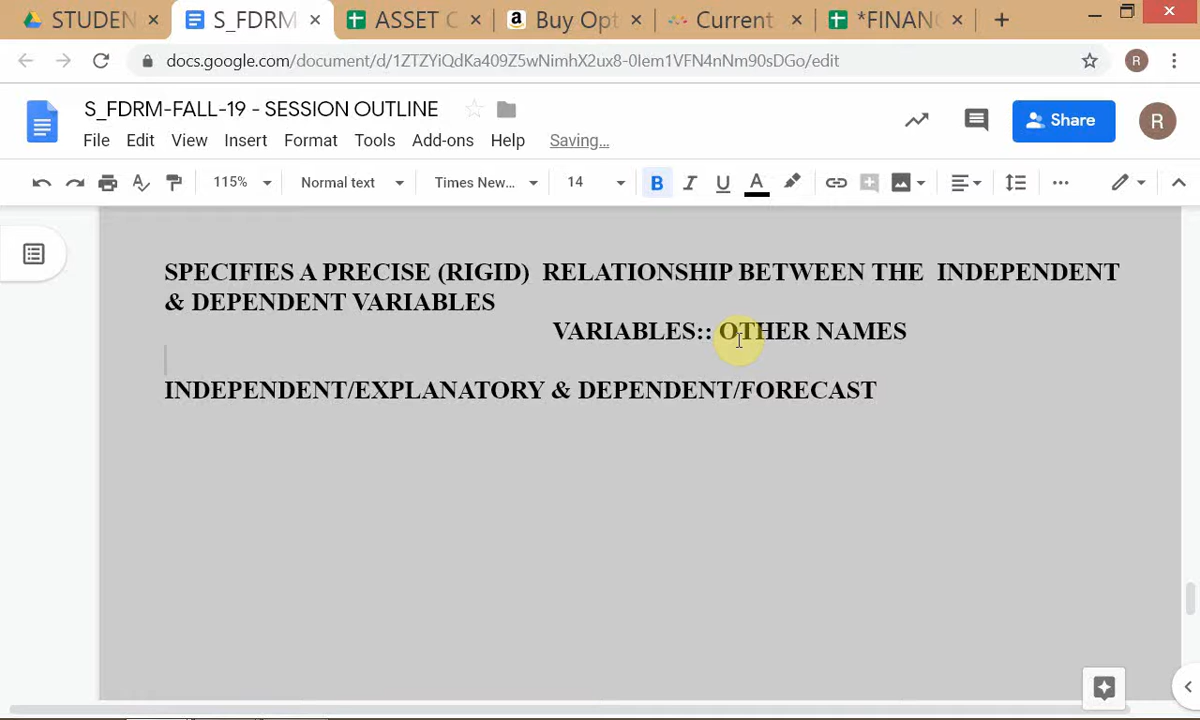 STUDEN
S_FDRM
ASSET C
Buy Opt
Current
*FINANC
docs.google.com/document/d/1ZTZYiQdKa409Z5wNimhX2ux8-0Iem1VFN4nNm90sDGo/edit
R
S_FDRM-FALL-19 - SESSION OUTLINE
File Edit View Insert Format Tools Add-ons Help Saving...
Share
R
115% Normal text Times New... 14 B I U A
SPECIFIES A PRECISE (RIGID) RELATIONSHIP BETWEEN THE INDEPENDENT
& DEPENDENT VARIABLES
VARIABLES:: OTHER NAMES
INDEPENDENT/EXPLANATORY & DEPENDENT/FORECAST